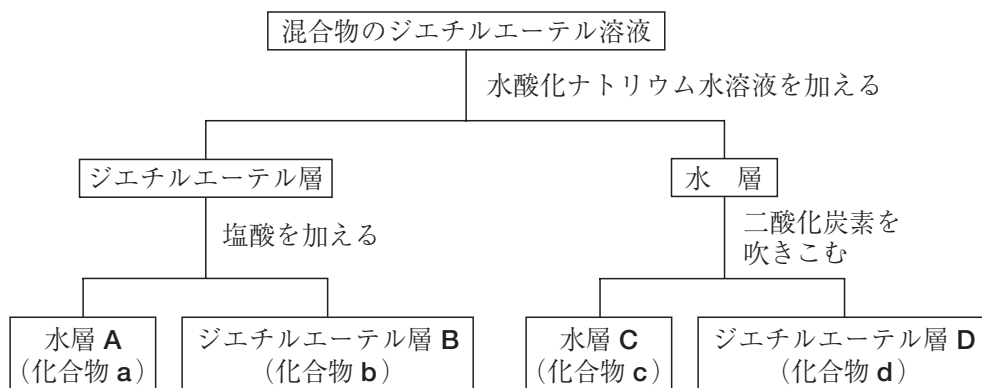 混合物のジエチルエーテル溶液
水酸化ナトリウム水溶液を加える
ジエチルエーテル層
水 層
塩酸を加える
二酸化炭素を
吹きこむ
水層 A
(化合物 a)
ジエチルエーテル層 B
(化合物 b)
水層 C
(化合物 c)
ジエチルエーテル層 D
(化合物 d)